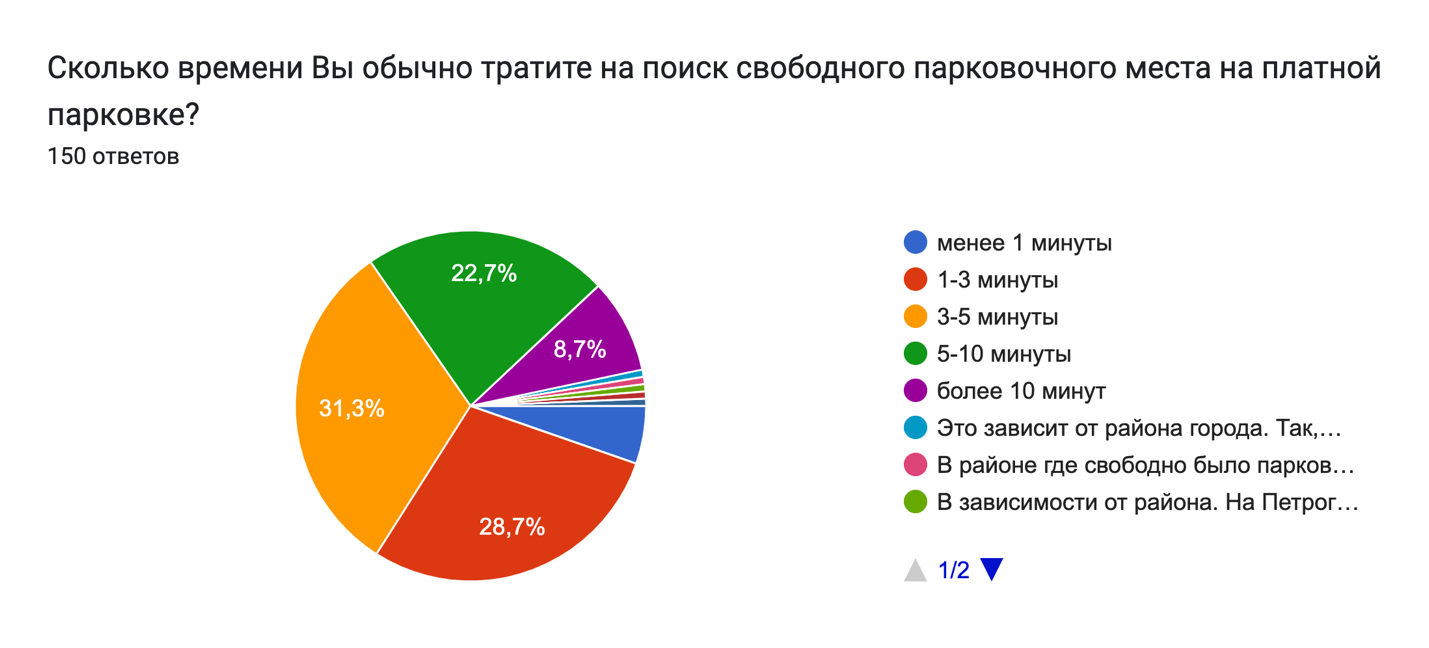 Сколько времени Вы обычно тратите на поиск свободного парковочного места на платной
парковке?
150 ответов
22,7%
8,7%
31,3%
28,7%
менее 1 минуты
1-3 минуты
3-5 минуты
5-10 минуты
более 10 минут
Это зависит от района города. Так,…
В районе где свободно было парков…
В зависимости от района. На Петрог…
1/2